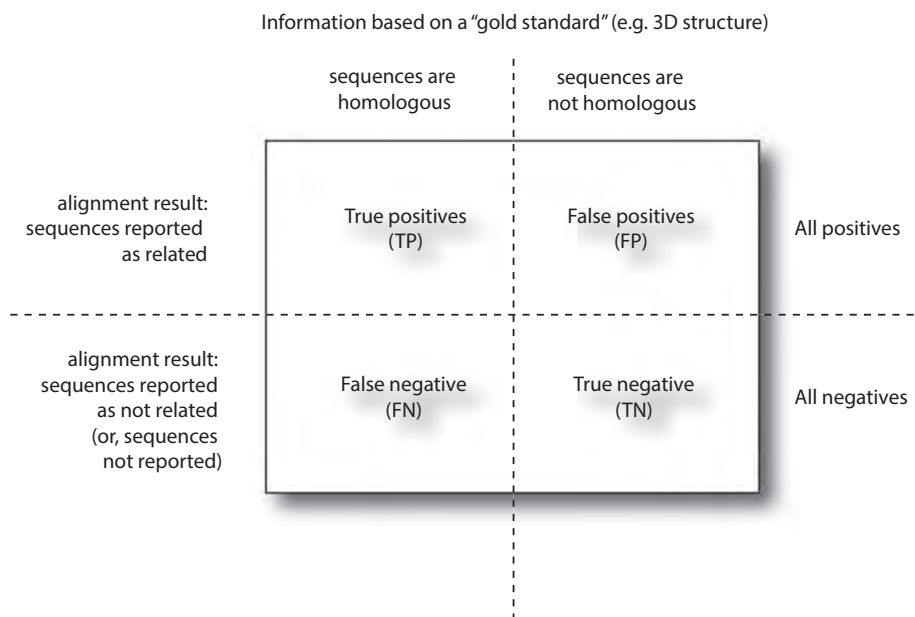 Information based on a “gold standard” (e.g. 3D structure)
sequences are
homologous
sequences are
not homologous
alignment result:
sequences reported
as related
True positives
(TP)
False positives
(FP)
All positives
alignment result:
sequences reported
as not related
(or, sequences
not reported)
False negative
(FN)
True negative
(TN)
All negatives